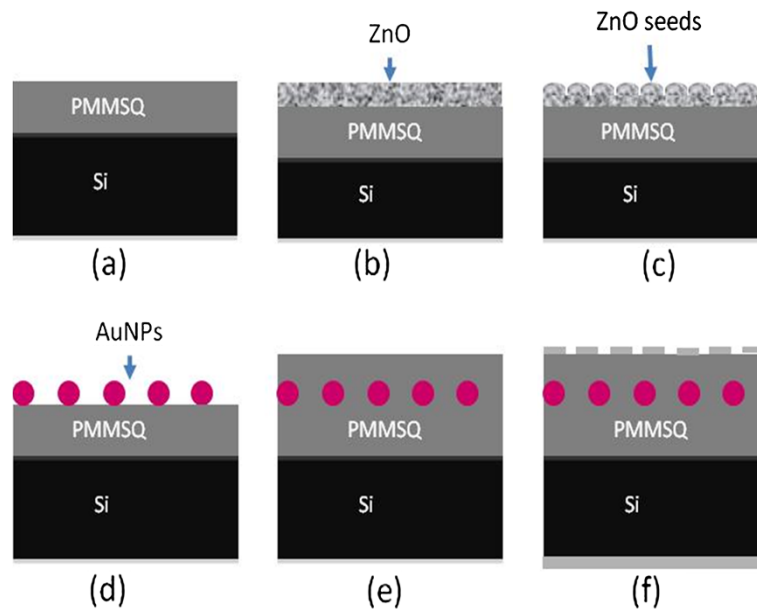 ZnO
ZnO seeds
PMMSQ
PMMSQ
PMMSQ
Si
Si
Si
(a)
(b)
(c)
AuNPs
PMMSQ
PMMSQ
PMMSQ
Si
Si
Si
(d)
(e)
(f)